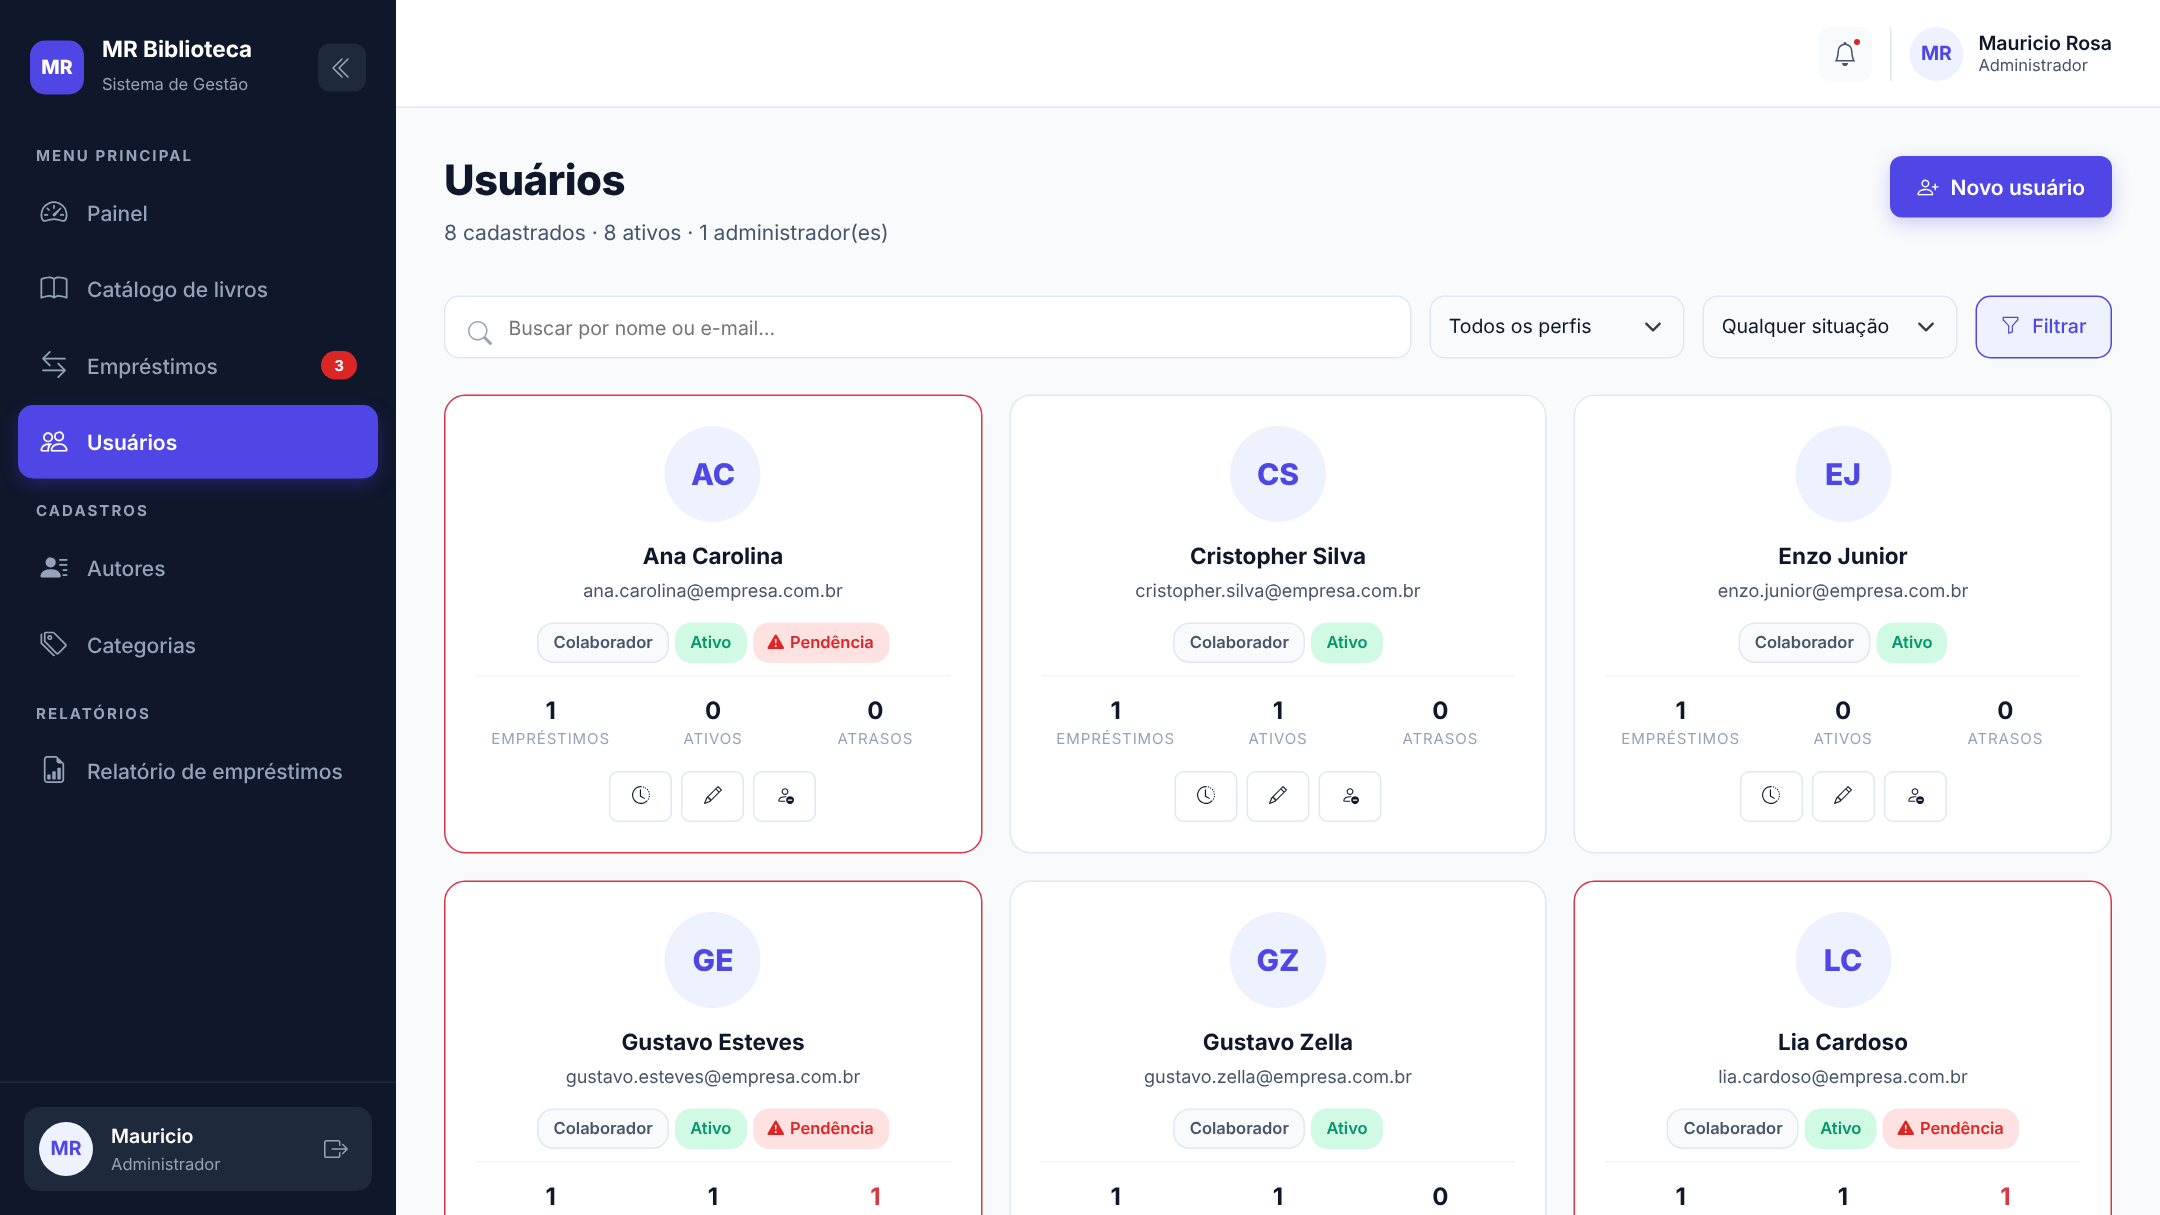 MR
MR Biblioteca
Sistema de Gestão
MENU PRINCIPAL
Painel
Catálogo de livros
Empréstimos
3
Usuários
CADASTROS
Autores
Categorias
RELATÓRIOS
Relatório de empréstimos
MR
Mauricio
Administrador
MR
Mauricio Rosa
Administrador
Usuários
8 cadastrados · 8 ativos · 1 administrador(es)
Novo usuário
Buscar por nome ou e-mail...
Todos os perfis
Qualquer situação
Filtrar
AC
Ana Carolina
ana.carolina@empresa.com.br
Colaborador Ativo Pendência
1 0 0
EMPRÉSTIMOS ATIVOS ATRASOS
CS
Cristopher Silva
cristopher.silva@empresa.com.br
Colaborador Ativo
1 1 0
EMPRÉSTIMOS ATIVOS ATRASOS
EJ
Enzo Junior
enzo.junior@empresa.com.br
Colaborador Ativo
1 0 0
EMPRÉSTIMOS ATIVOS ATRASOS
GE
Gustavo Esteves
gustavo.esteves@empresa.com.br
Colaborador Ativo Pendência
1 1 1
GZ
Gustavo Zella
gustavo.zella@empresa.com.br
Colaborador Ativo
1 1 0
LC
Lia Cardoso
lia.cardoso@empresa.com.br
Colaborador Ativo Pendência
1 1 1